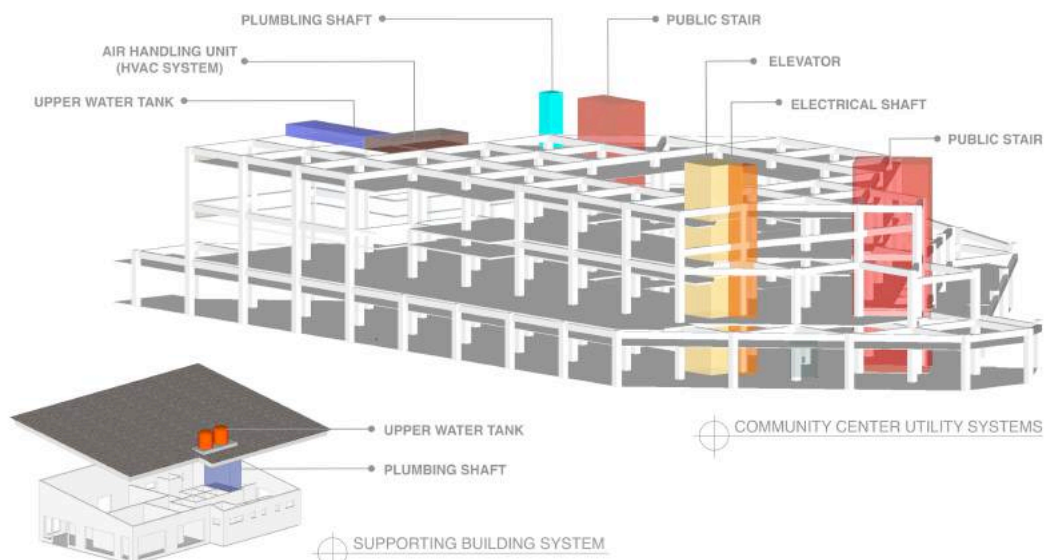 PLUMBLING SHAFT
PUBLIC STAIR
AIR HANDLING UNIT
(HVAC SYSTEM)
ELEVATOR
UPPER WATER TANK
ELECTRICAL SHAFT
PUBLIC STAIR
COMMUNITY CENTER UTILITY SYSTEMS
UPPER WATER TANK
PLUMBING SHAFT
SUPPORTING BUILDING SYSTEM